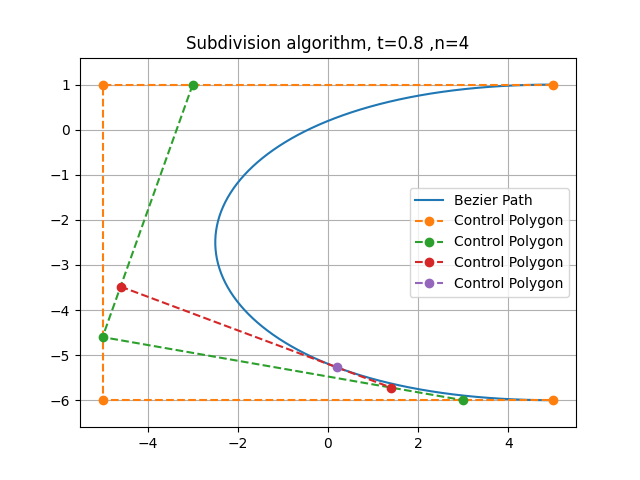 Subdivision algorithm, t=0.8 ,n=4
1
0
−1
−2
−3
−4
−5
−6
Bezier Path
Control Polygon
Control Polygon
Control Polygon
Control Polygon
−4 −2 0 2 4